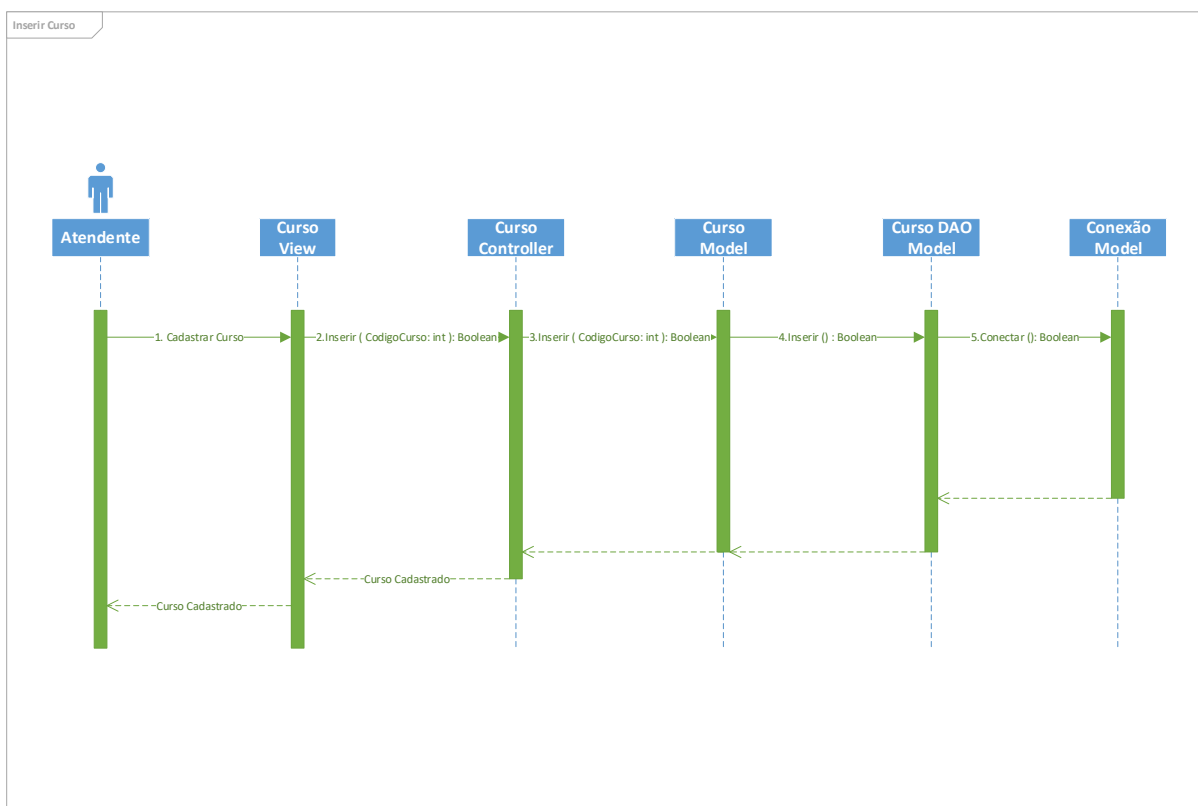 Inserir Curso
Atendente
Curso
View
Curso
Controller
Curso
Model
Curso DAO
Model
Conexão
Model
1. Cadastrar Curso
2.Inserir ( CodigoCurso: int ): Boolean
3.Inserir ( CodigoCurso: int ): Boolean
4.Inserir () : Boolean
5.Conectar (): Boolean
Curso Cadastrado
Curso Cadastrado